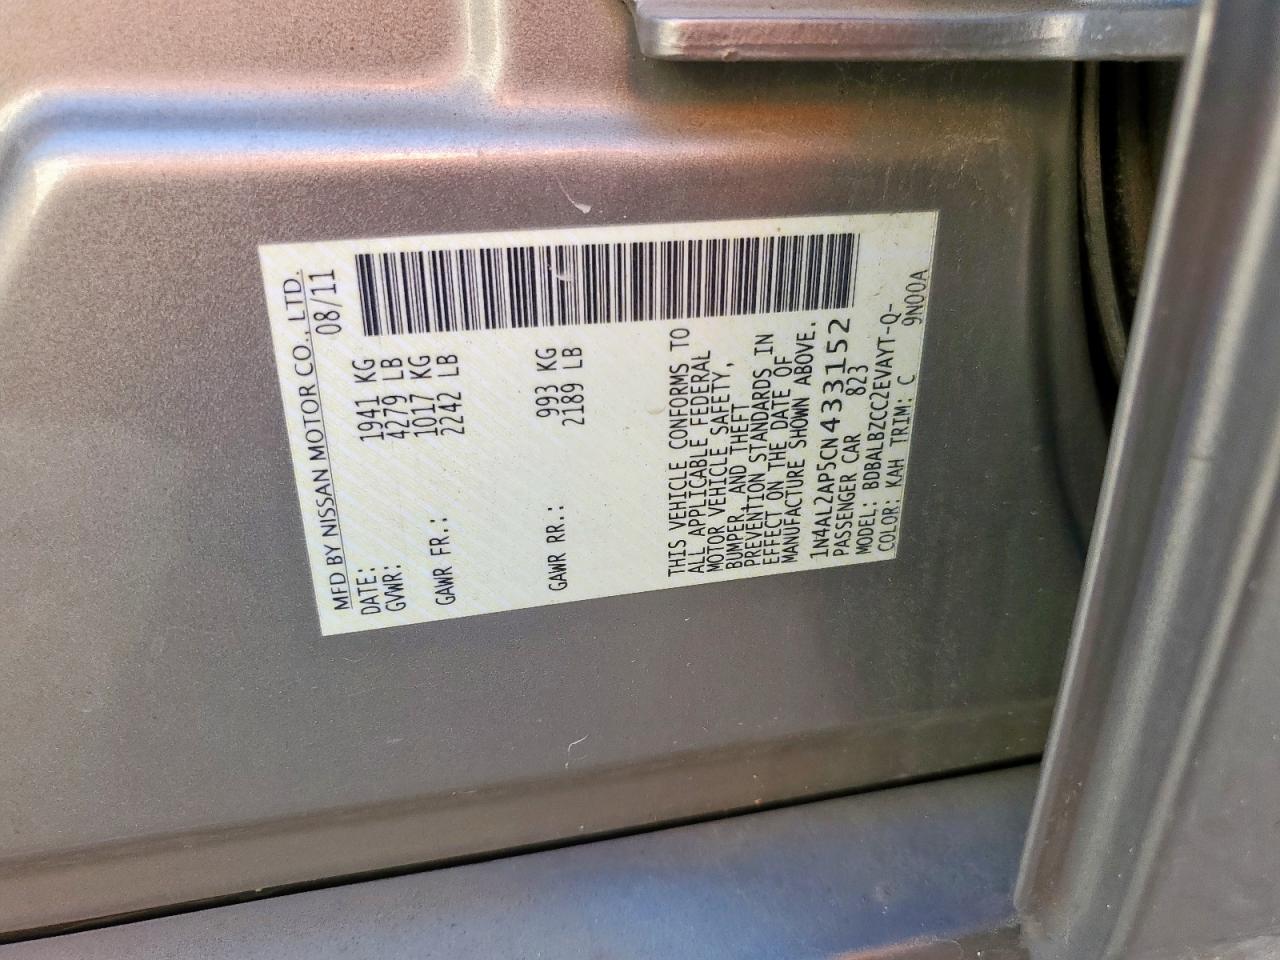 MFD BY NISSAN MOTOR CO., LTD.
DATE: 08/11
GVWR: 1941 KG
4279 LB
GAWR FR.: 1017 KG
2242 LB
GAWR RR.: 993 KG
2189 LB
THIS VEHICLE CONFORMS TO
ALL APPLICABLE FEDERAL
MOTOR VEHICLE SAFETY,
BUMPER, AND THEFT
PREVENTION STANDARDS IN
EFFECT ON THE DATE OF
MANUFACTURE SHOWN ABOVE.
1N4AL2AP5CN433152
PASSENGER CAR 823
MODEL: BDBALBZCC2EVAYT-Q-
COLOR: KAH TRIM: C 9N00A